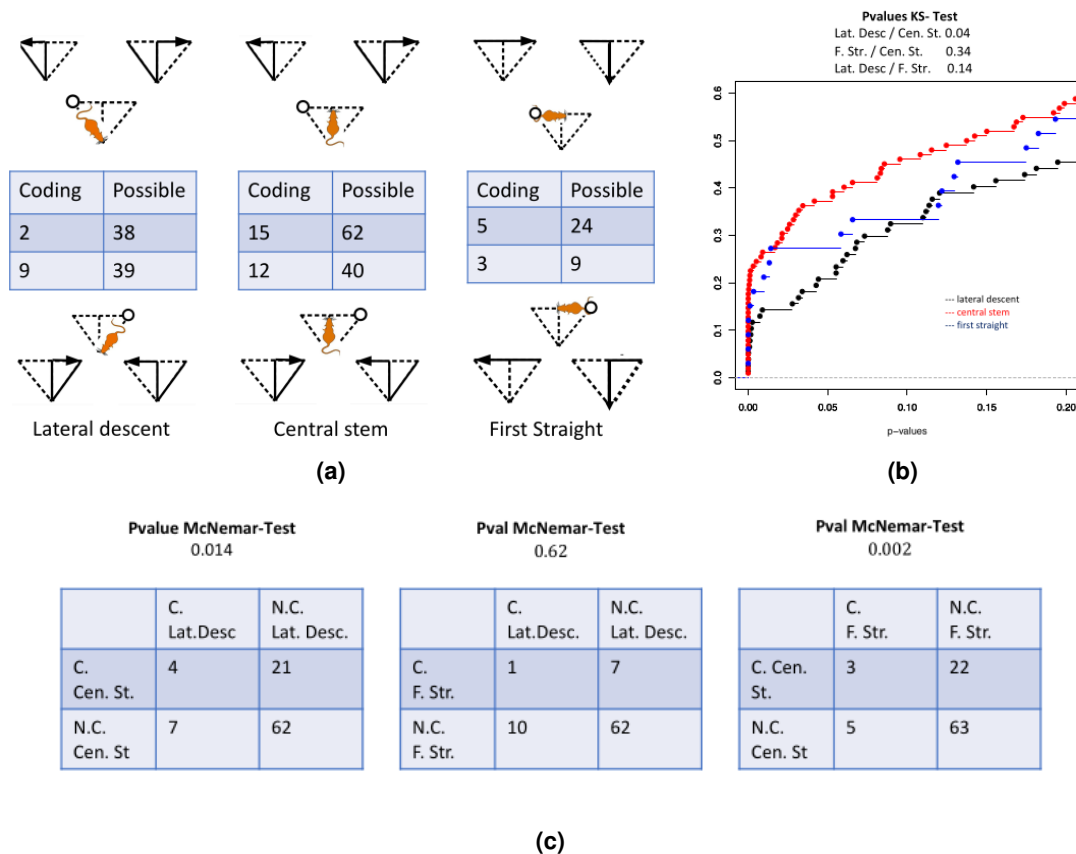 Coding Possible
2 38
9 39
Lateral descent
Coding Possible
15 62
12 40
Central stem
Coding Possible
5 24
3 9
First Straight
(a)
Pvalues KS- Test
Lat. Desc / Cen. St. 0.04
F. Str. / Cen. St. 0.34
Lat. Desc / F. Str. 0.14
0.6
0.5
0.4
0.3
0.2
0.1
0.0
--- lateral descent
--- central stem
--- first straight
0.00 0.05 0.10 0.15 0.20
p-values
(b)
Pvalue McNemar-Test
0.014
C. N.C.
Lat.Desc Lat. Desc.
C. 4 21
Cen. St.
N.C. 7 62
Cen. St
Pval McNemar-Test
0.62
C. N.C.
Lat.Desc. Lat. Desc.
C. 1 7
F. Str.
N.C. 10 62
F. Str.
Pval McNemar-Test
0.002
C. N.C.
F. Str. F. Str.
C. Cen. 3 22
St.
N.C. 5 63
Cen. St
(c)